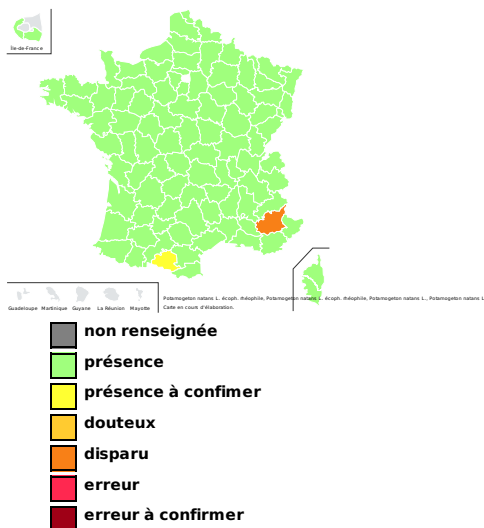 Île-de-France
Guadeloupe Martinique Guyane La Réunion Mayotte
Potamogeton natans L. écoph. rhéophile, Potamogeton natans L. écoph. rhéophile, Potamogeton natans L., Potamogeton natans L
Carte en cours d'élaboration.
non renseignée
présence
présence à confimer
douteux
disparu
erreur
erreur à confirmer